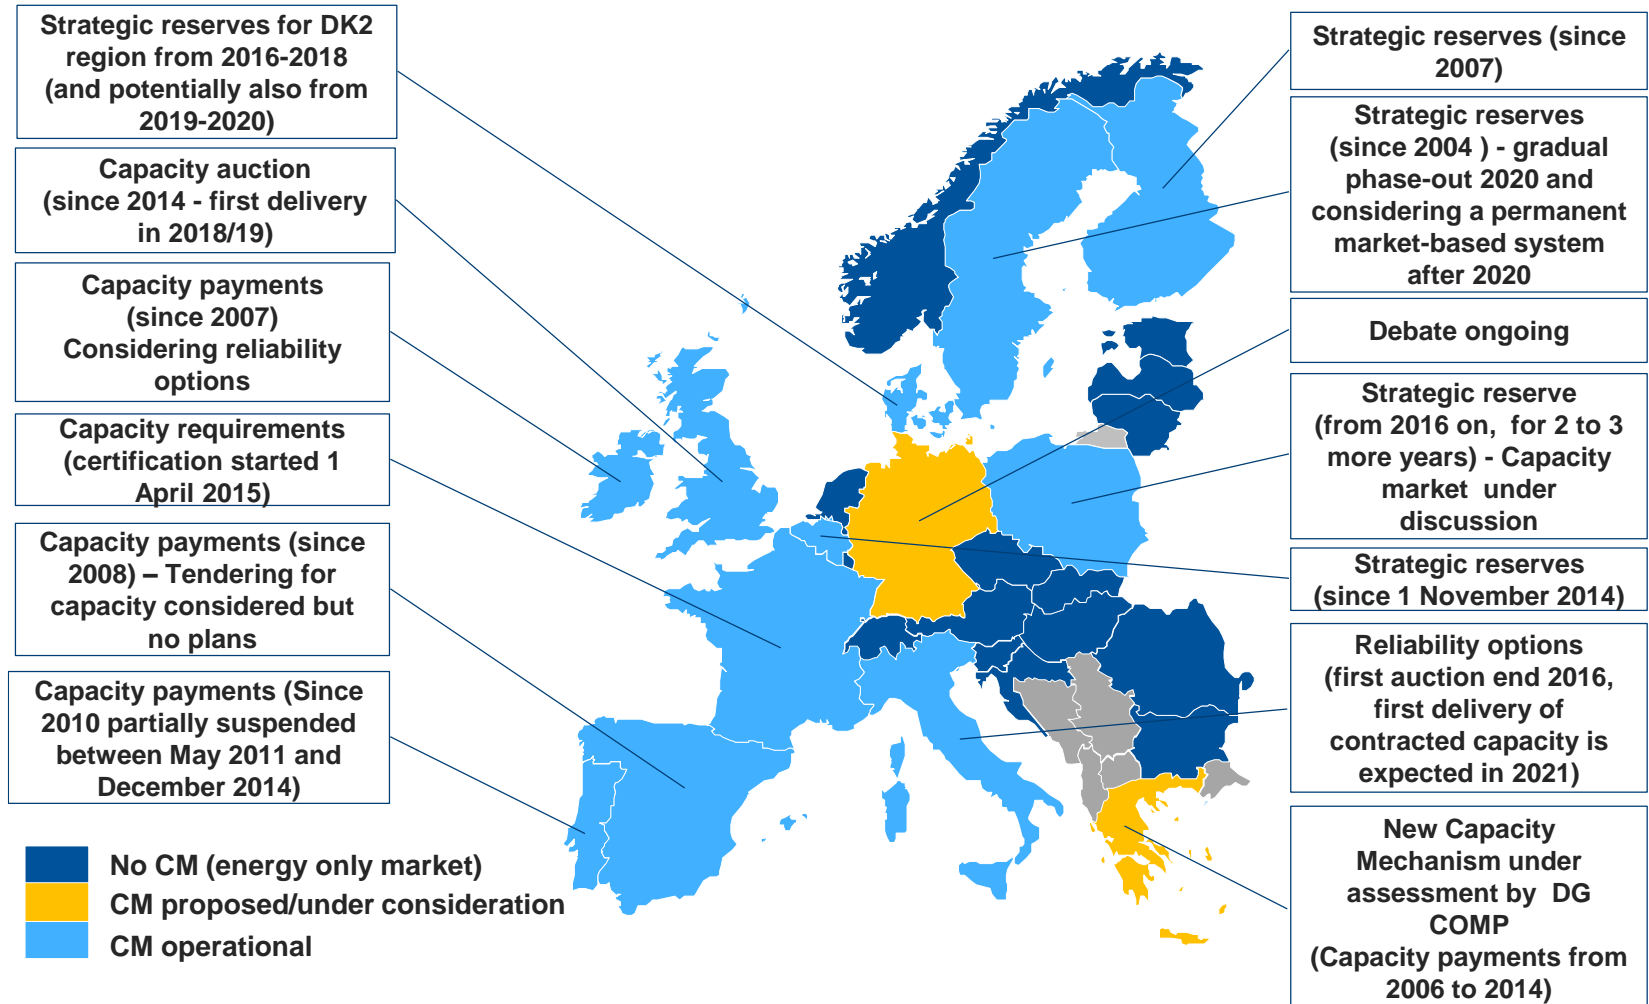 Strategic reserves for DK2
region from 2016-2018
(and potentially also from
2019-2020)
Capacity auction
(since 2014 - first delivery
in 2018/19)
Capacity payments
(since 2007)
Considering reliability
options
Capacity requirements
(certification started 1
April 2015)
Capacity payments (since
2008) – Tendering for
capacity considered but
no plans
Capacity payments (Since
2010 partially suspended
between May 2011 and
December 2014)
No CM (energy only market)
CM proposed/under consideration
CM operational
Strategic reserves (since
2007)
Strategic reserves
(since 2004 ) - gradual
phase-out 2020 and
considering a permanent
market-based system
after 2020
Debate ongoing
Strategic reserve
(from 2016 on, for 2 to 3
more years) - Capacity
market under
discussion
Strategic reserves
(since 1 November 2014)
Reliability options
(first auction end 2016,
first delivery of
contracted capacity is
expected in 2021)
New Capacity
Mechanism under
assessment by DG
COMP
(Capacity payments from
2006 to 2014)